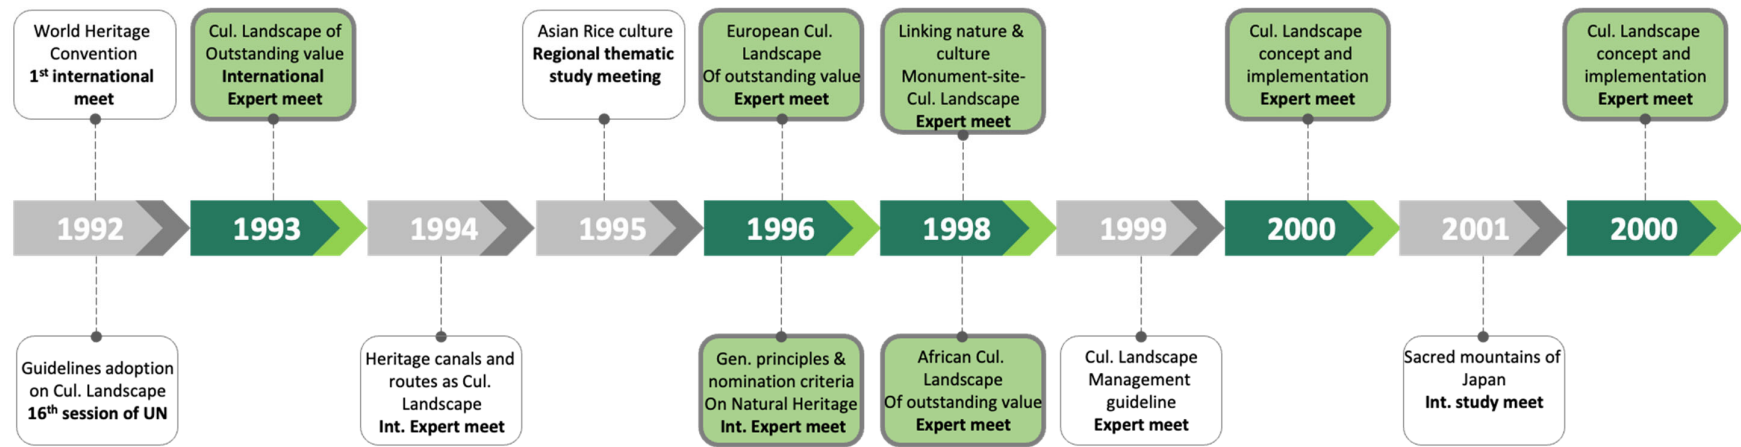 World Heritage
Convention
1st international
meet
Cul. Landscape of
Outstanding value
International
Expert meet
Asian Rice culture
Regional thematic
study meeting
European Cul.
Landscape
Of outstanding value
Expert meet
Linking nature &
culture
Monument-site-
Cul. Landscape
Expert meet
Cul. Landscape
concept and
implementation
Expert meet
Cul. Landscape
concept and
implementation
Expert meet
1992
1993
1994
1995
1996
1998
1999
2000
2001
2000
Guidelines adoption
on Cul. Landscape
16th session of UN
Heritage canals and
routes as Cul.
Landscape
Int. Expert meet
Gen. principles &
nomination criteria
On Natural Heritage
Int. Expert meet
African Cul.
Landscape
Of outstanding value
Expert meet
Cul. Landscape
Management
guideline
Expert meet
Sacred mountains of
Japan
Int. study meet